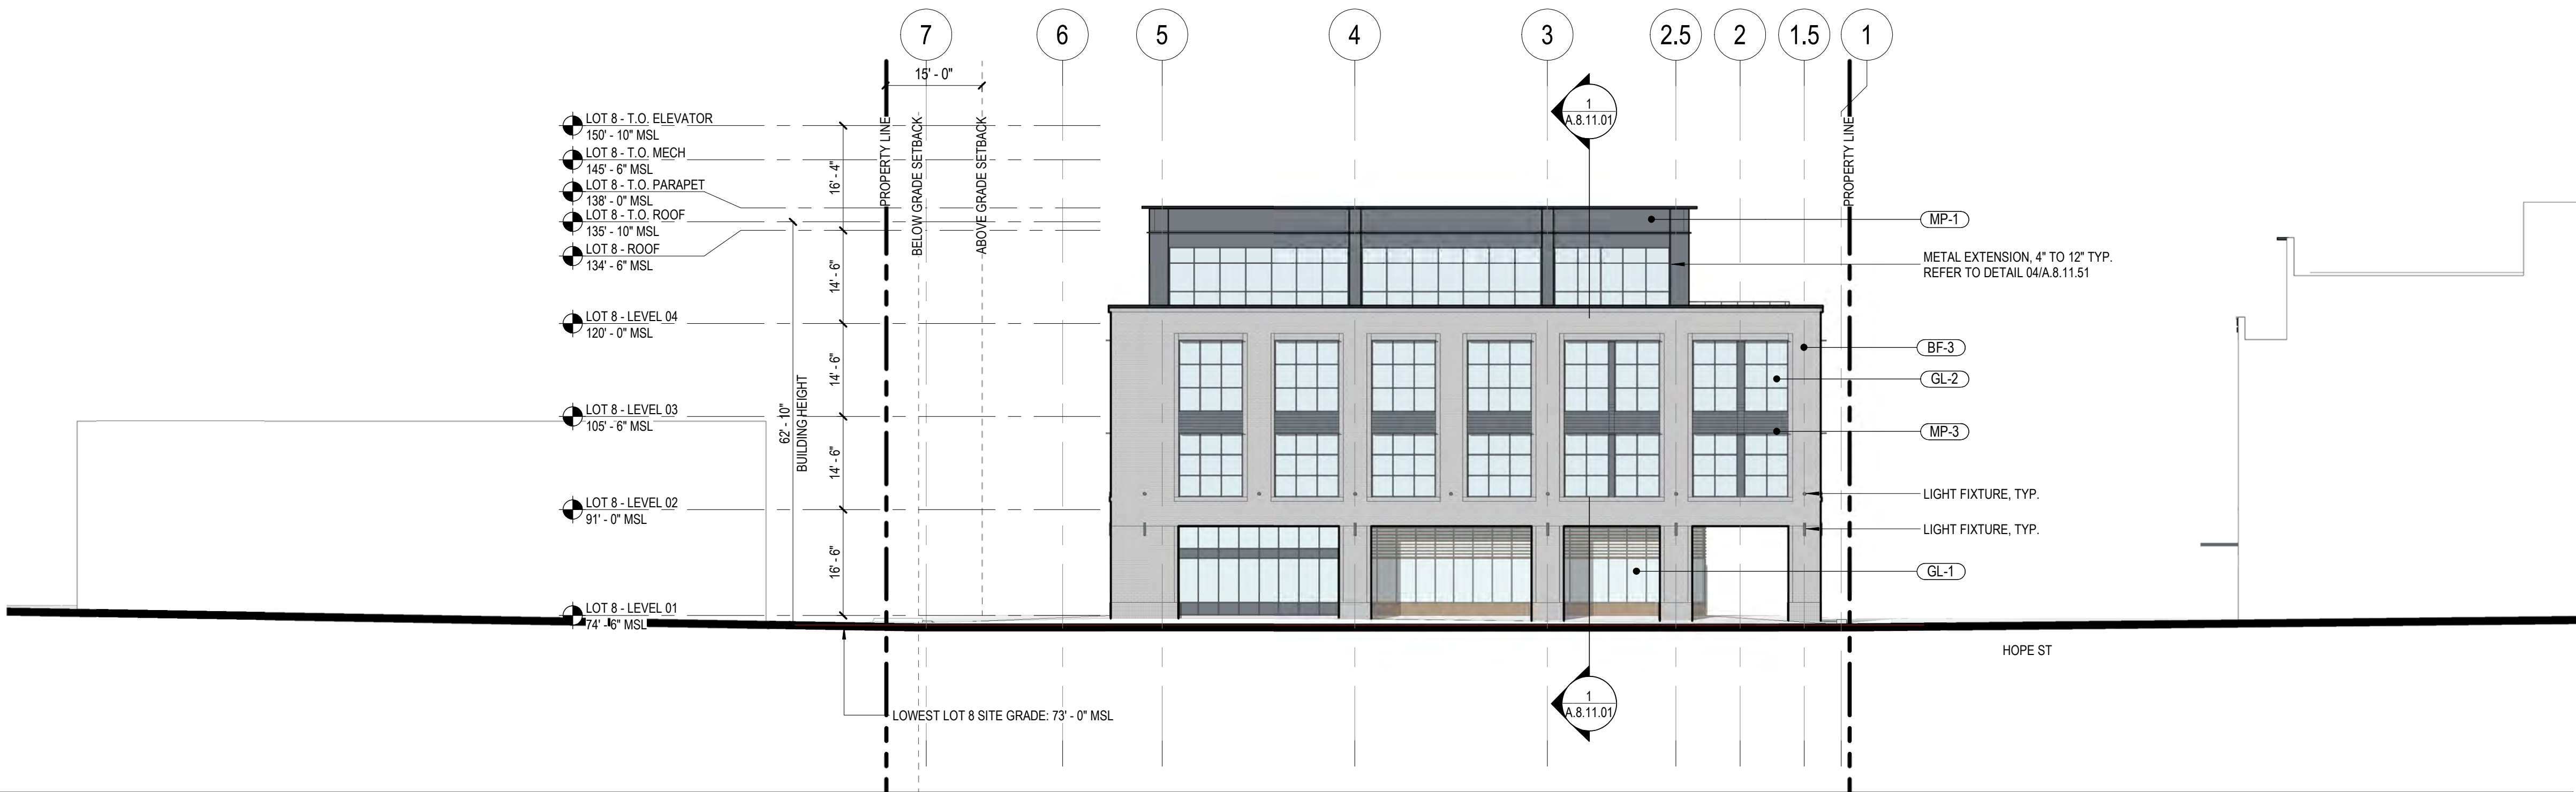 7
6
5
4
3
2.5
2
1.5
1
15' - 0"
1
A.8.11.01
LOT 8 - T.O. ELEVATOR
150' - 10" MSL
LOT 8 - T.O. MECH
145' - 6" MSL
LOT 8 - T.O. PARAPET
138' - 0" MSL
LOT 8 - T.O. ROOF
135' - 10" MSL
LOT 8 - ROOF
134' - 6" MSL
LOT 8 - LEVEL 04
120' - 0" MSL
LOT 8 - LEVEL 03
105' - 6" MSL
LOT 8 - LEVEL 02
91' - 0" MSL
LOT 8 - LEVEL 01
74' - 6" MSL
62' - 10"
BUILDING HEIGHT
16' - 4"
14' - 6"
14' - 6"
14' - 6"
16' - 6"
PROPERTY LINE
BELOW GRADE SETBACK
ABOVE GRADE SETBACK
PROPERTY LINE
MP-1
METAL EXTENSION, 4" TO 12" TYP.
REFER TO DETAIL 04/A.8.11.51
BF-3
GL-2
MP-3
LIGHT FIXTURE, TYP.
LIGHT FIXTURE, TYP.
GL-1
HOPE ST
1
A.8.11.01
LOWEST LOT 8 SITE GRADE: 73' - 0" MSL